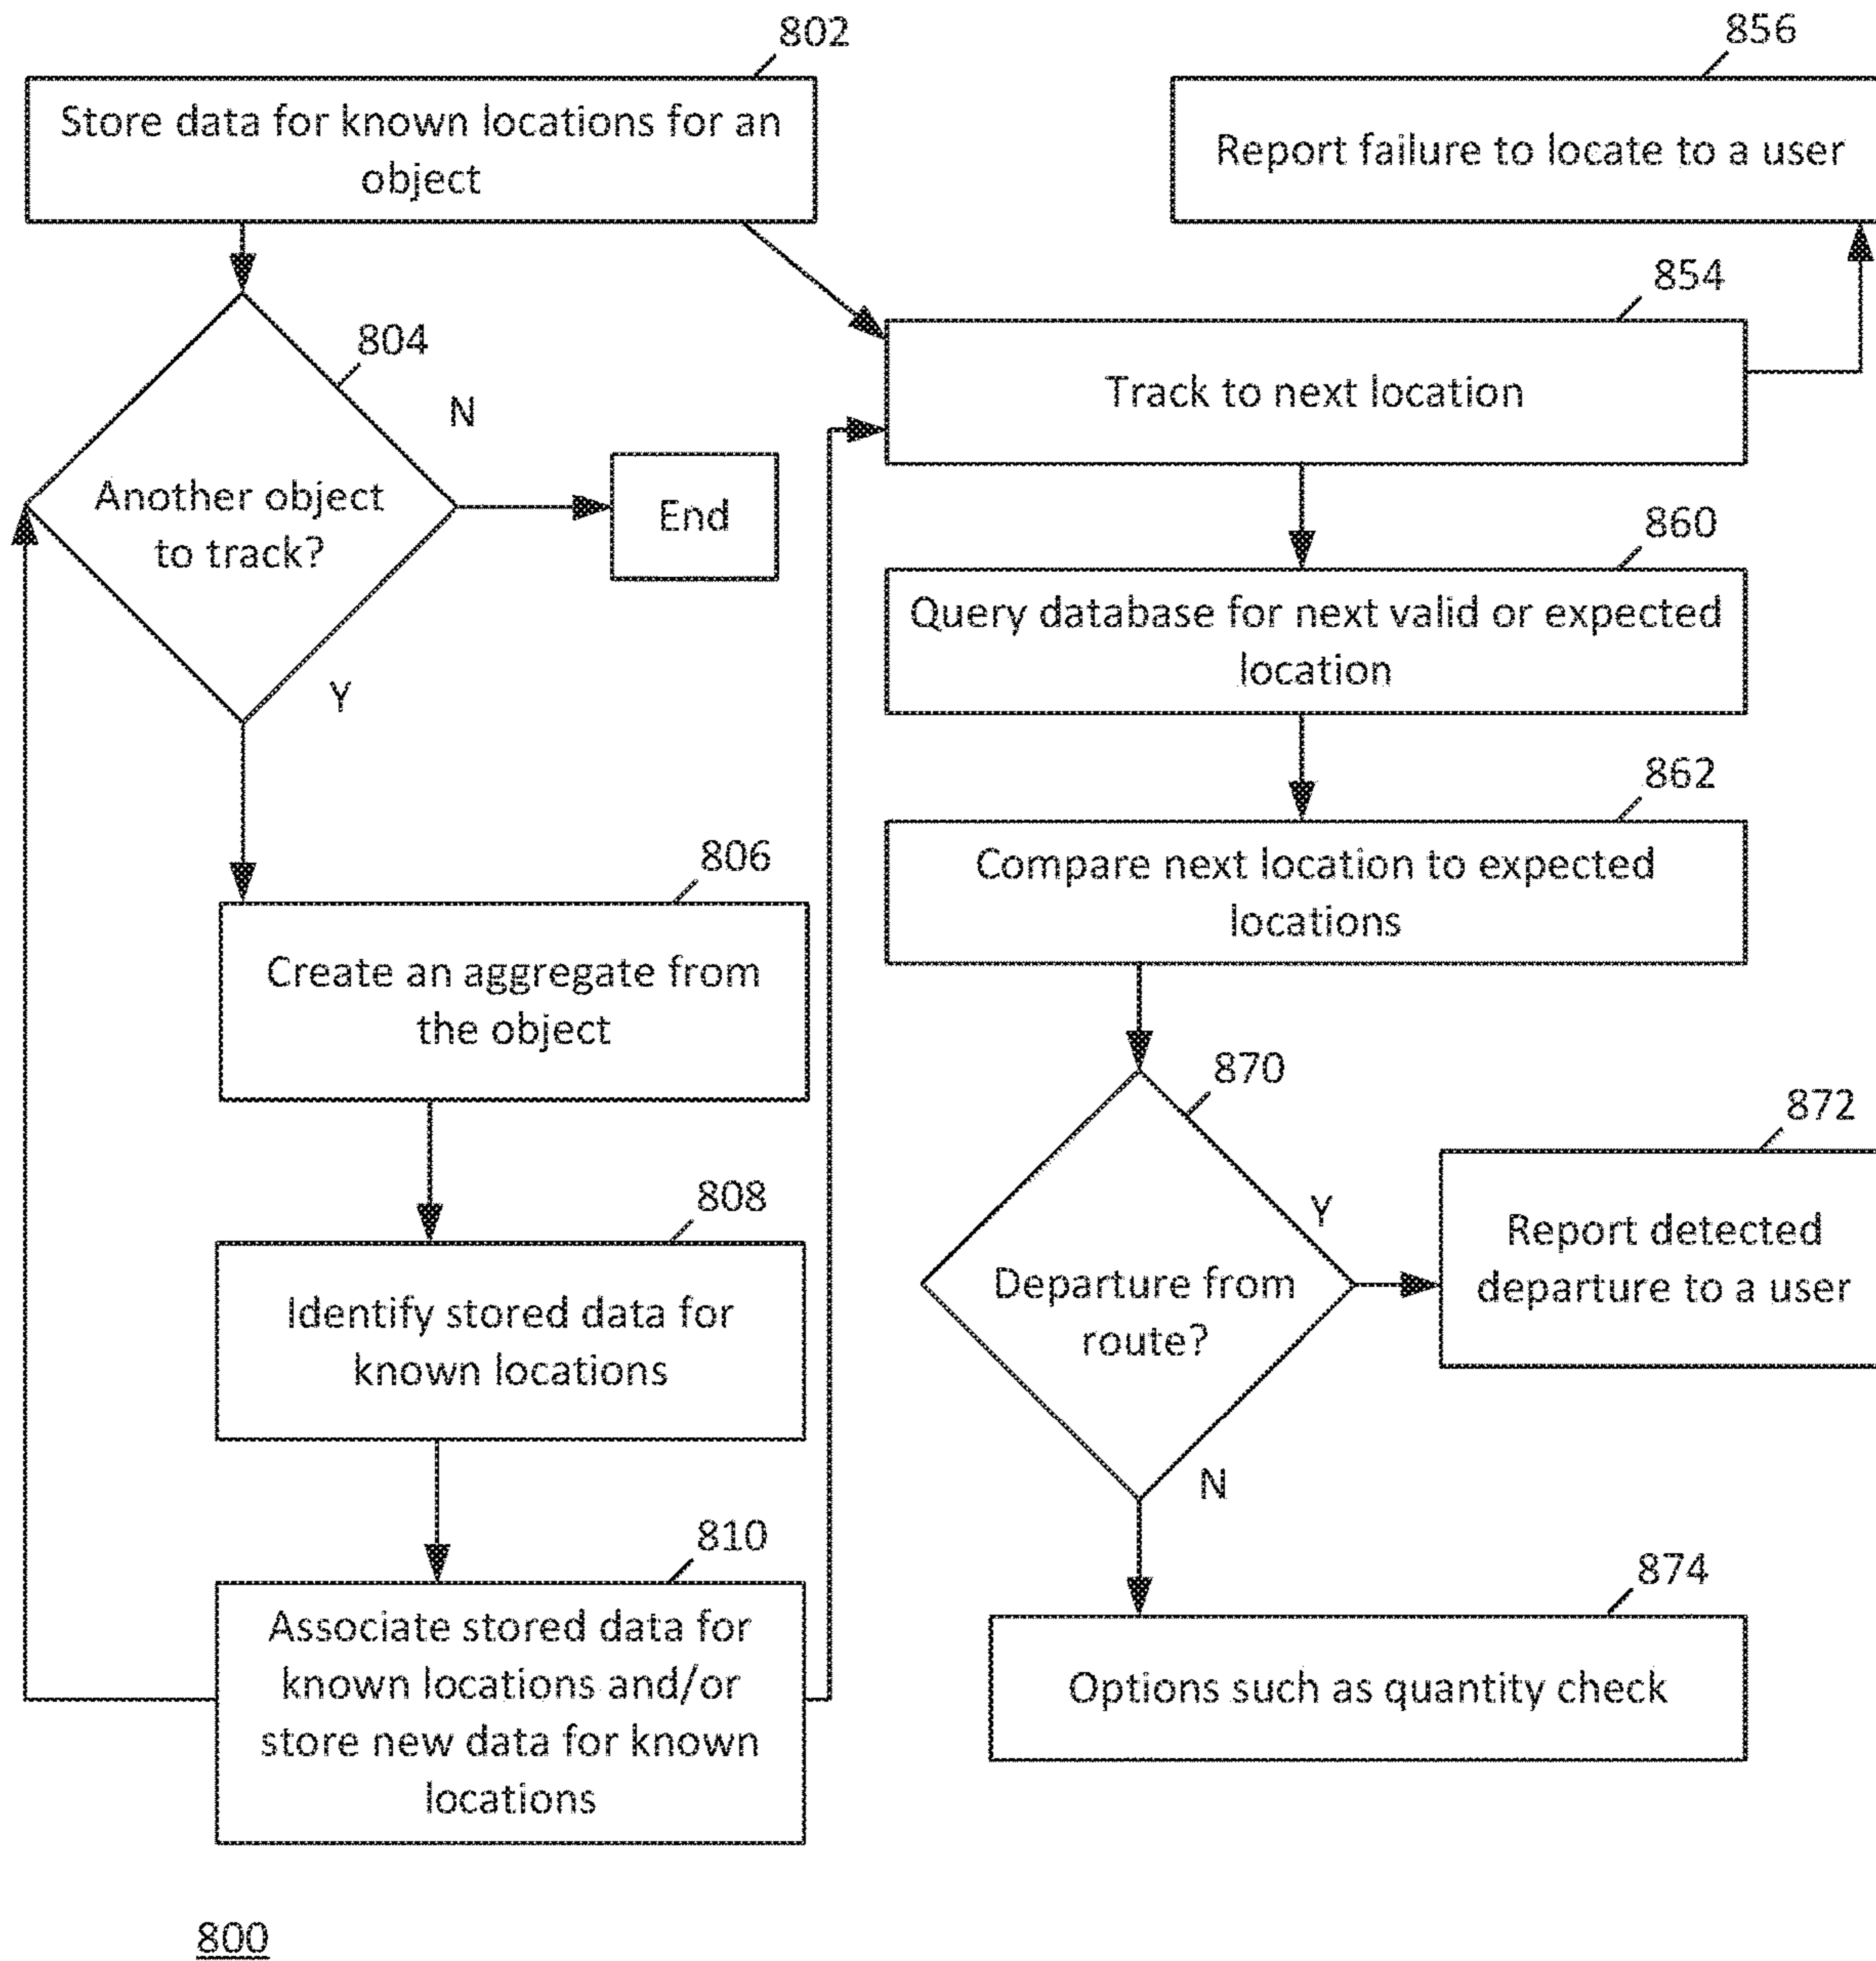 802
Store data for known locations for an
object
804
N
Another object
to track?
End
Y
806
Create an aggregate from
the object
808
Identify stored data for
known locations
810
Associate stored data for
known locations and/or
store new data for known
locations
856
Report failure to locate to a user
854
Track to next location
860
Query database for next valid or expected
location
862
Compare next location to expected
locations
870
Y
Departure from
route?
872
Report detected
departure to a user
N
874
Options such as quantity check
800